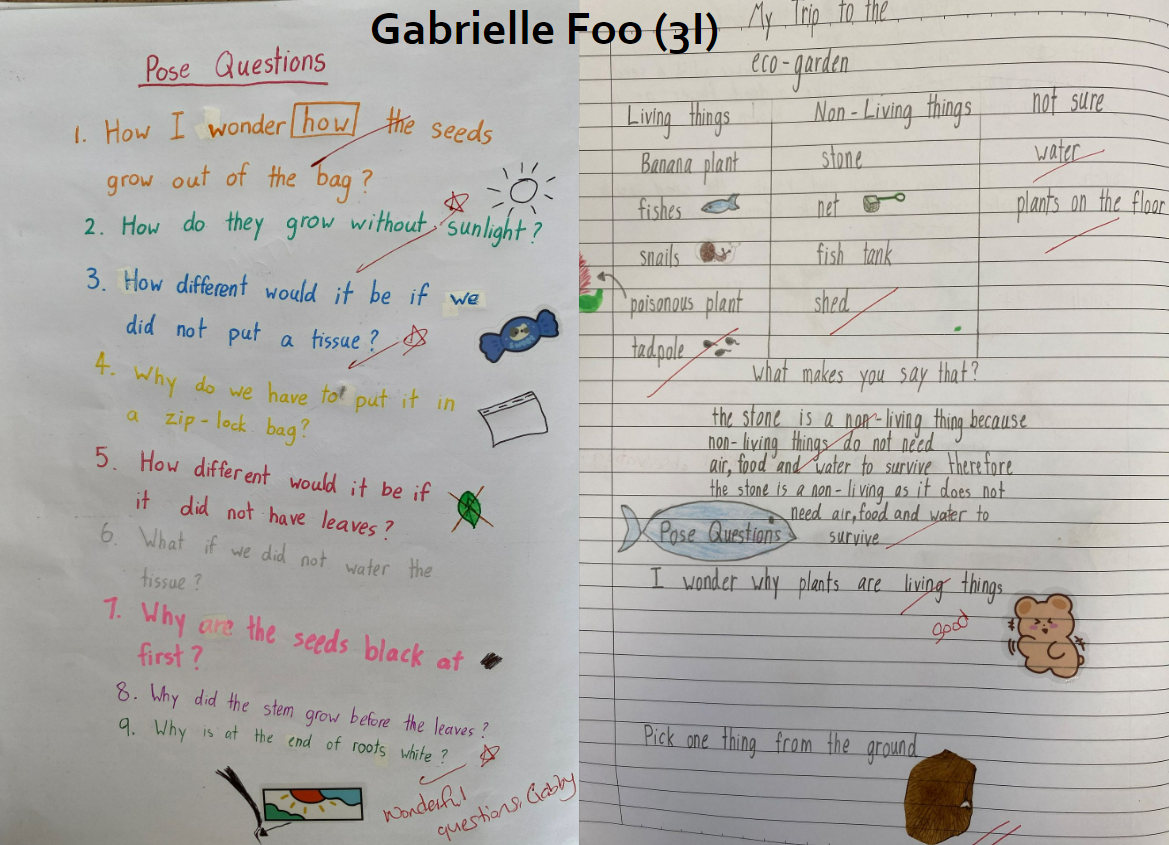 Gabrielle Foo (3I)
Pose Questions
1. How I wonder how the seeds
grow out of the bag?
2. How do they grow without sunlight?
3. How different would it be if we
did not put a tissue?
4. Why do we have to put it in
a zip-lock bag?
5. How different would it be if
it did not have leaves?
6. What if we did not water the
tissue?
7. Why are the seeds black at
first?
8. Why did the stem grow before the leaves?
9. Why is at the end of roots white?
Wonderful
questions, Gabby
My Trip to the
eco-garden
Living things Non-Living things not sure
Banana plant stone water
fishes net plants on the floor
snails fish tank
poisonous plant shed
tadpole
what makes you say that?
the stone is a non-living thing because
non-living things do not need
air, food and water to survive therefore
the stone is a non-living as it does not
need air, food and water to
Pose Questions survive
I wonder why plants are living things
good
Pick one thing from the ground